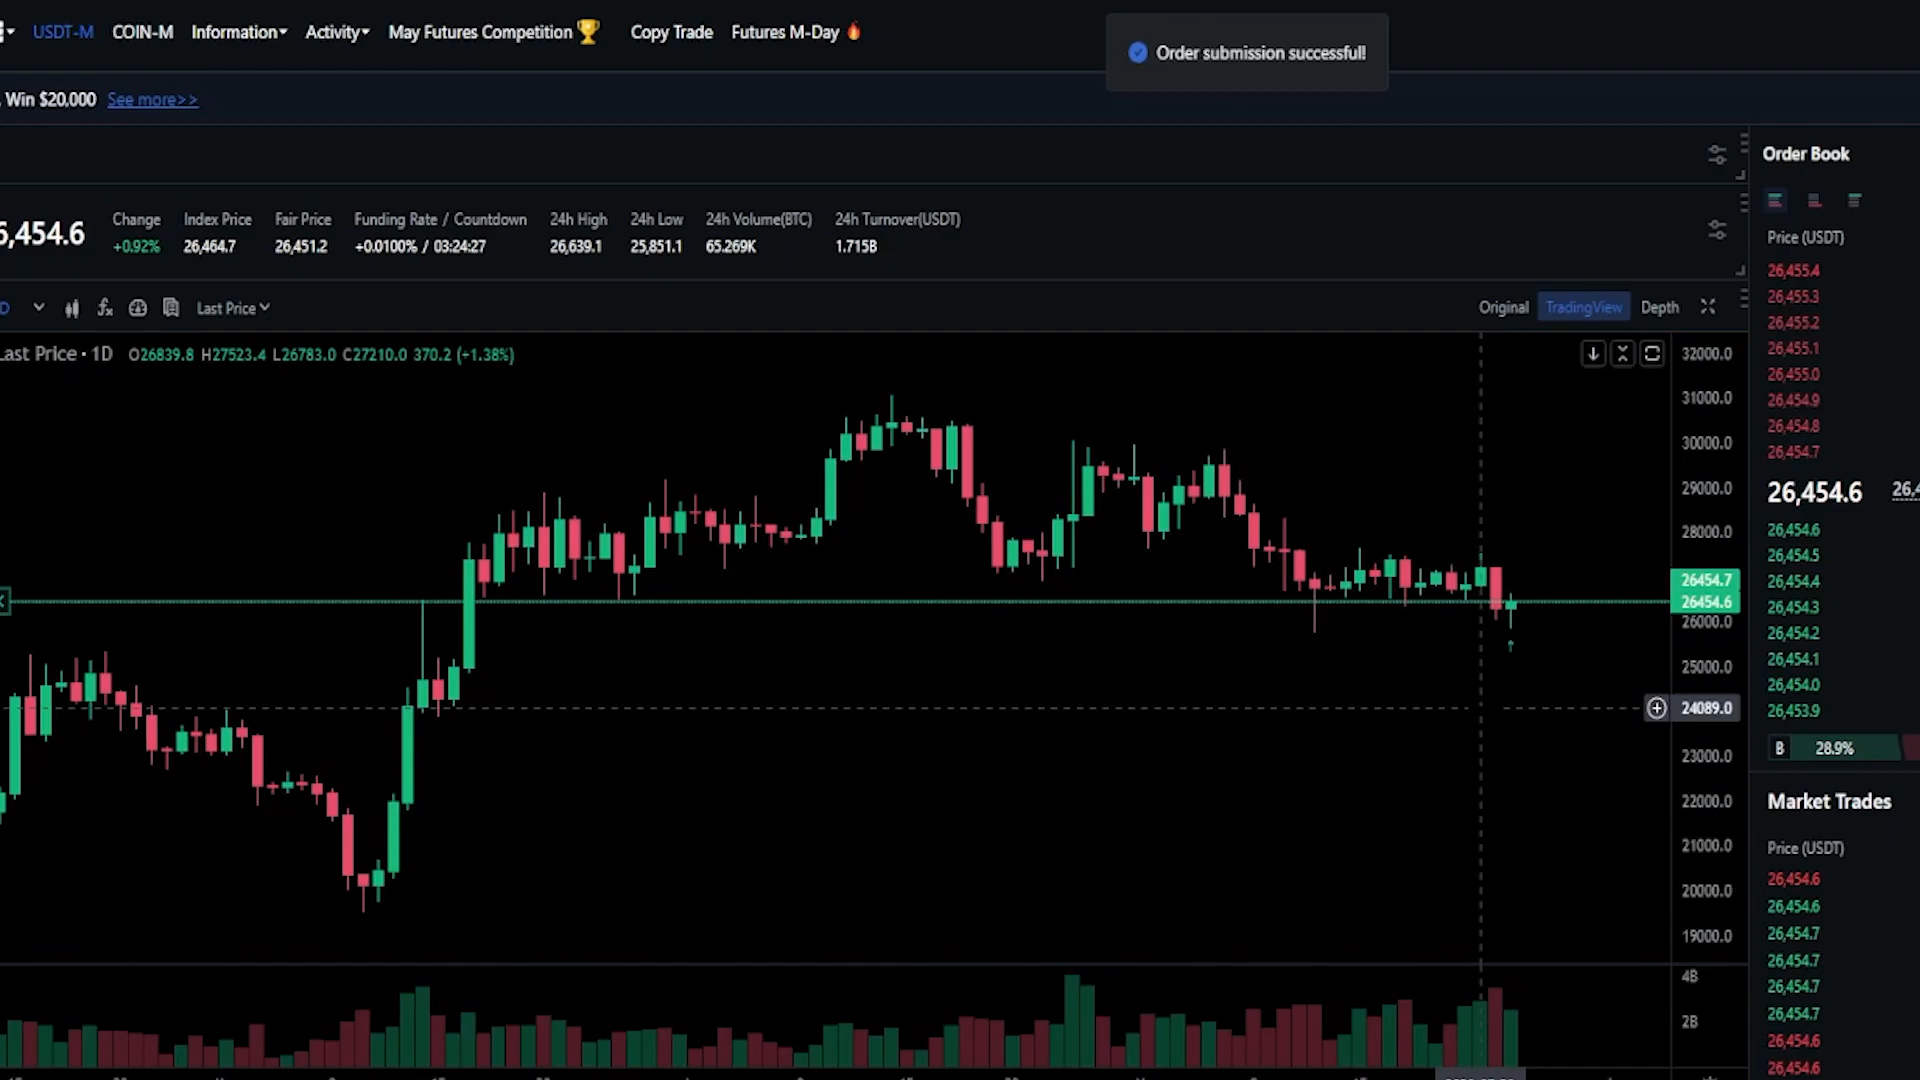 USDT-M COIN-M Information Activity May Futures Competition Copy Trade Futures M-Day
Order submission successful!
Win $20,000 See more>>
Order Book
Change Index Price Fair Price Funding Rate / Countdown 24h High 24h Low 24h Volume(BTC) 24h Turnover(USDT)
6,454.6 +0.92% 26,464.7 26,451.2 +0.0100% / 03:24:27 26,639.1 25,851.1 65.269K 1.715B
Price (USDT)
26,455.4
26,455.3
26,455.2
26,455.1
26,455.0
26,454.9
26,454.8
26,454.7
26,454.6
26,454.6
26,454.5
26,454.4
26,454.3
26,454.2
26,454.1
26,454.0
26,453.9
B 28.9%
D Last Price Original TradingView Depth
Last Price · 1D O26839.8 H27523.4 L26783.0 C27210.0 370.2 (+1.38%)
32000.0
31000.0
30000.0
29000.0
28000.0
26454.7
26454.6
26000.0
25000.0
24089.0
23000.0
22000.0
21000.0
20000.0
19000.0
4B
2B
Market Trades
Price (USDT)
26,454.6
26,454.6
26,454.7
26,454.7
26,454.7
26,454.7
26,454.6
26,454.6